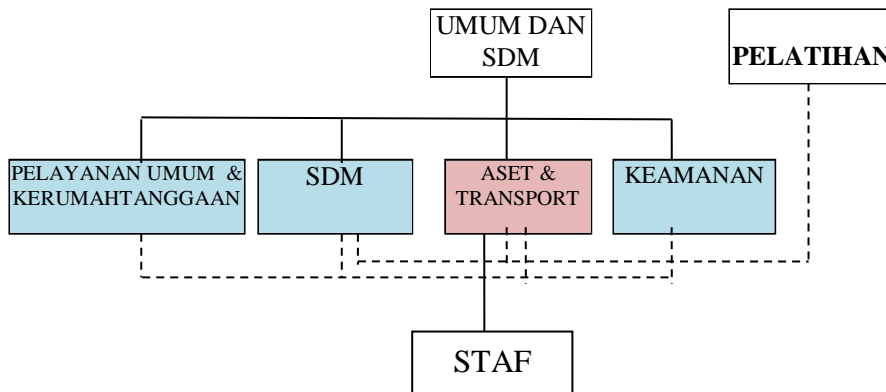 UMUM DAN
SDM
PELATIHAN
PELAYANAN UMUM &
KERUMAHTANGGAAN
SDM
ASET &
TRANSPORT
KEAMANAN
STAF